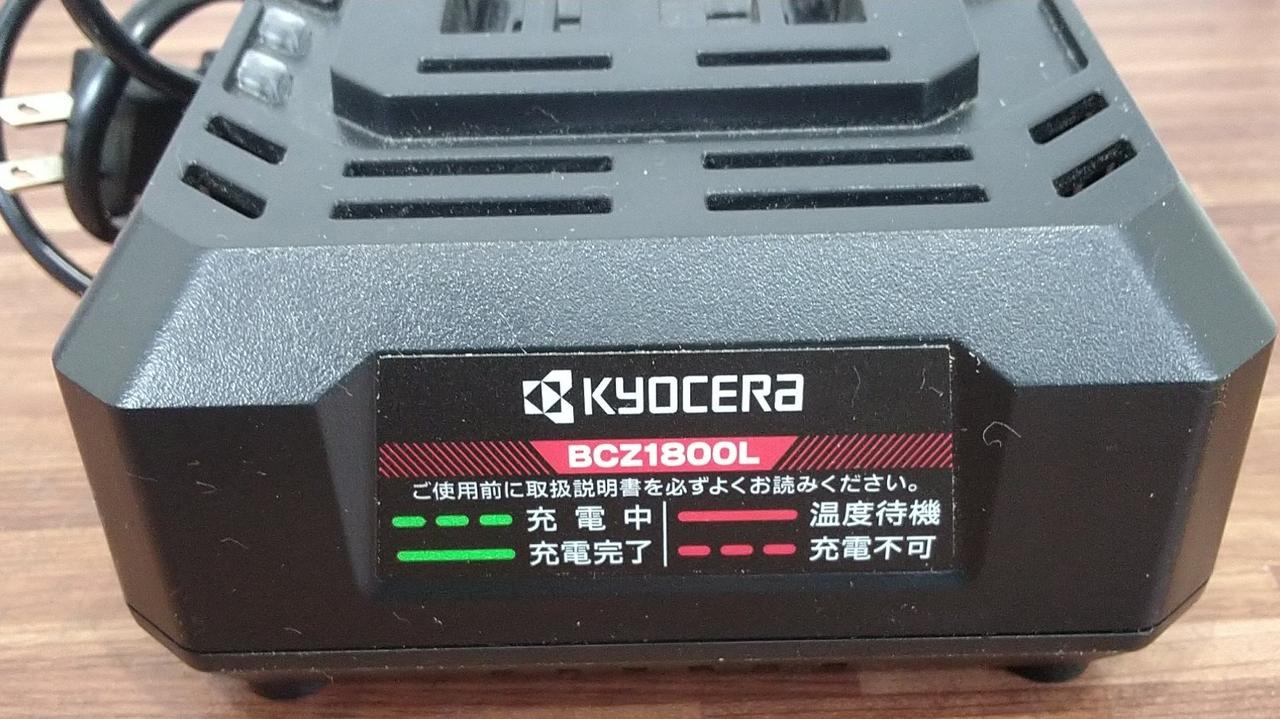 KYOCERA
BCZ1800L
ご使用前に取扱説明書を必ずよくお読みください。
充電中 温度待機
充電完了 充電不可